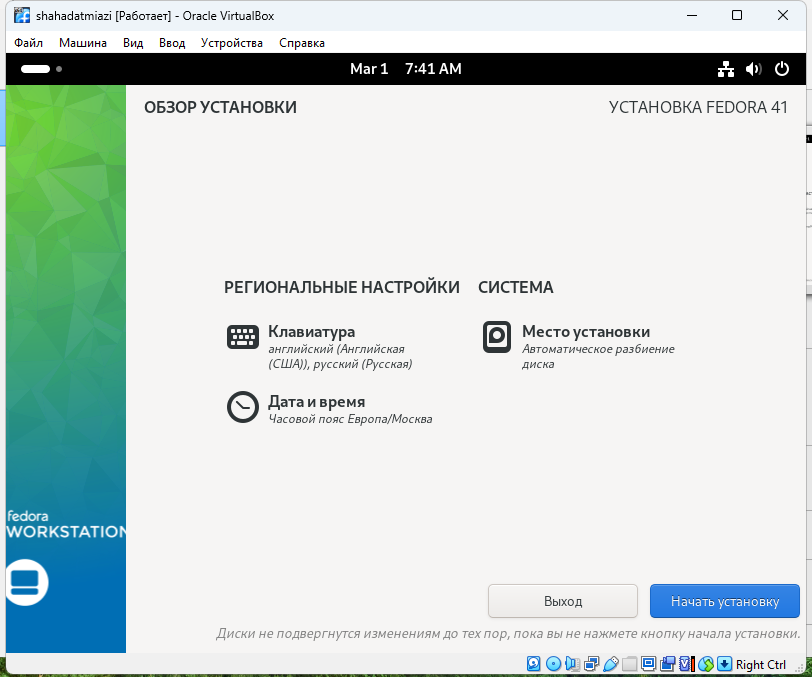 shahadatmiazi [Работает] - Oracle VirtualBox
Файл Машина Вид Ввод Устройства Справка
Mar 1 7:41 AM
ОБЗОР УСТАНОВКИ
УСТАНОВКА FEDORA 41
РЕГИОНАЛЬНЫЕ НАСТРОЙКИ
Клавиатура
английский (Английская
(США)), русский (Русская)
Дата и время
Часовой пояс Европа/Москва
СИСТЕМА
Место установки
Автоматическое разбиение
диска
fedora
WORKSTATION
Выход
Начать установку
Диски не подвергнутся изменениям до тех пор, пока вы не нажмете кнопку начала установки.
Right Ctrl